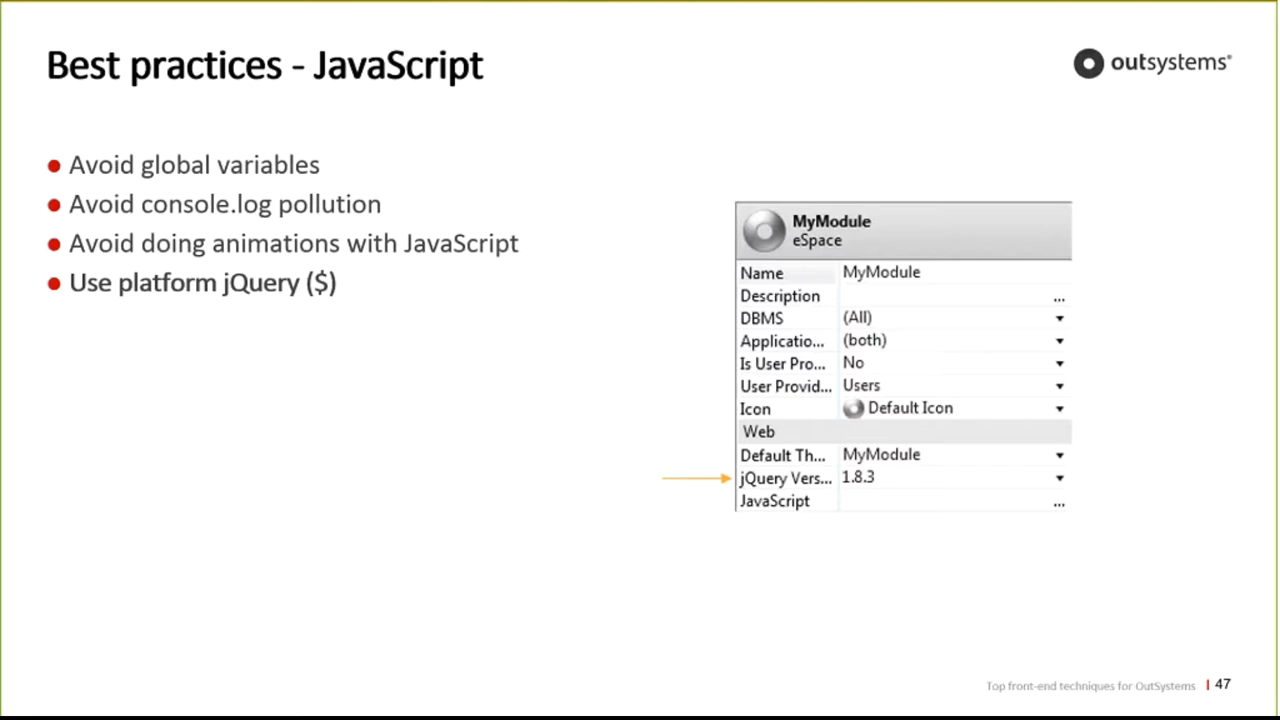 Best practices - JavaScript
outsystems®
● Avoid global variables
● Avoid console.log pollution
● Avoid doing animations with JavaScript
● Use platform jQuery ($)
MyModule
eSpace
Name MyModule
Description ...
DBMS (All)
Applicatio... (both)
Is User Pro... No
User Provid... Users
Icon Default Icon
Web
Default Th... MyModule
jQuery Vers... 1.8.3
JavaScript ...
Top front-end techniques for OutSystems | 47